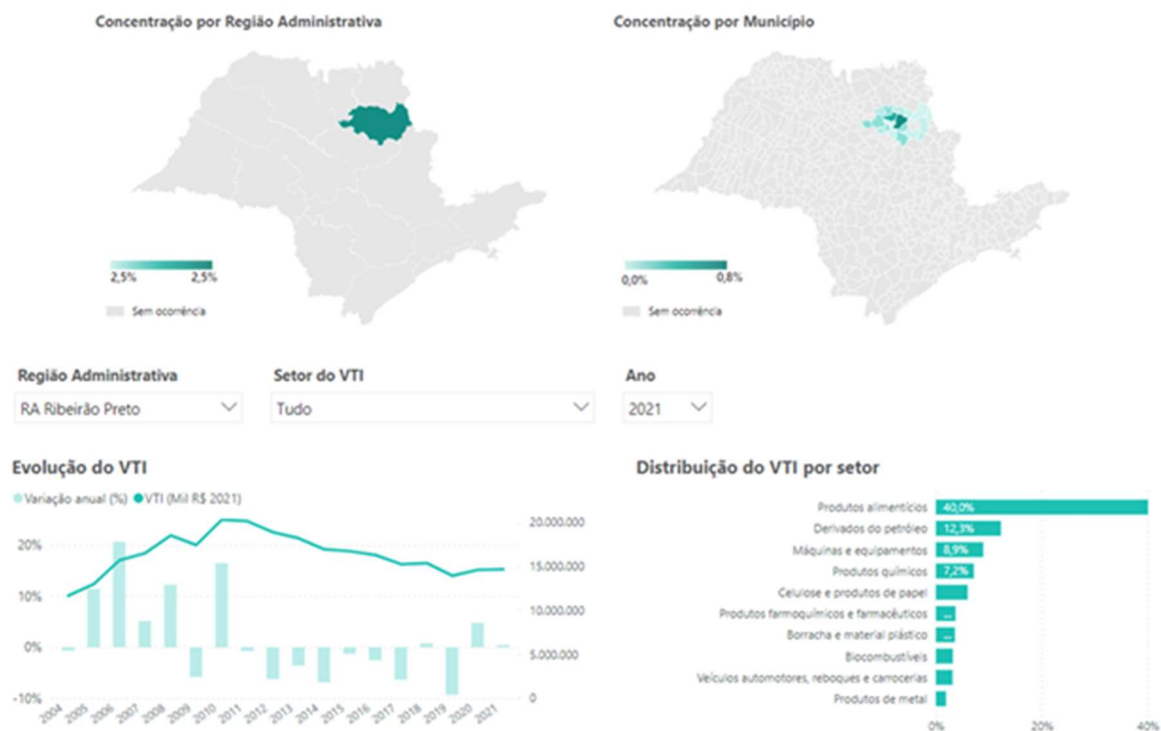 Concentração por Região Administrativa
Concentração por Município
2,5% 2,5%
Sem ocorrência
0,0% 0,8%
Sem ocorrência
Região Administrativa
Setor do VTI
Ano
RA Ribeirão Preto
Tudo
2021
Evolução do VTI
Variação anual (%) VTI (Mil R$ 2021)
20%
10%
0%
-10%
20.000.000
15.000.000
10.000.000
5.000.000
0
2004 2005 2006 2007 2008 2009 2010 2011 2012 2013 2014 2015 2016 2017 2018 2019 2020 2021
Distribuição do VTI por setor
Produtos alimentícios 40,0%
Derivados do petróleo 12,3%
Máquinas e equipamentos 8,9%
Produtos químicos 7,2%
Celulose e produtos de papel
Produtos farmoquímicos e farmacêuticos ...
Borracha e material plástico ...
Biocombustíveis
Veículos automotores, reboques e carrocerias
Produtos de metal
0% 20% 40%